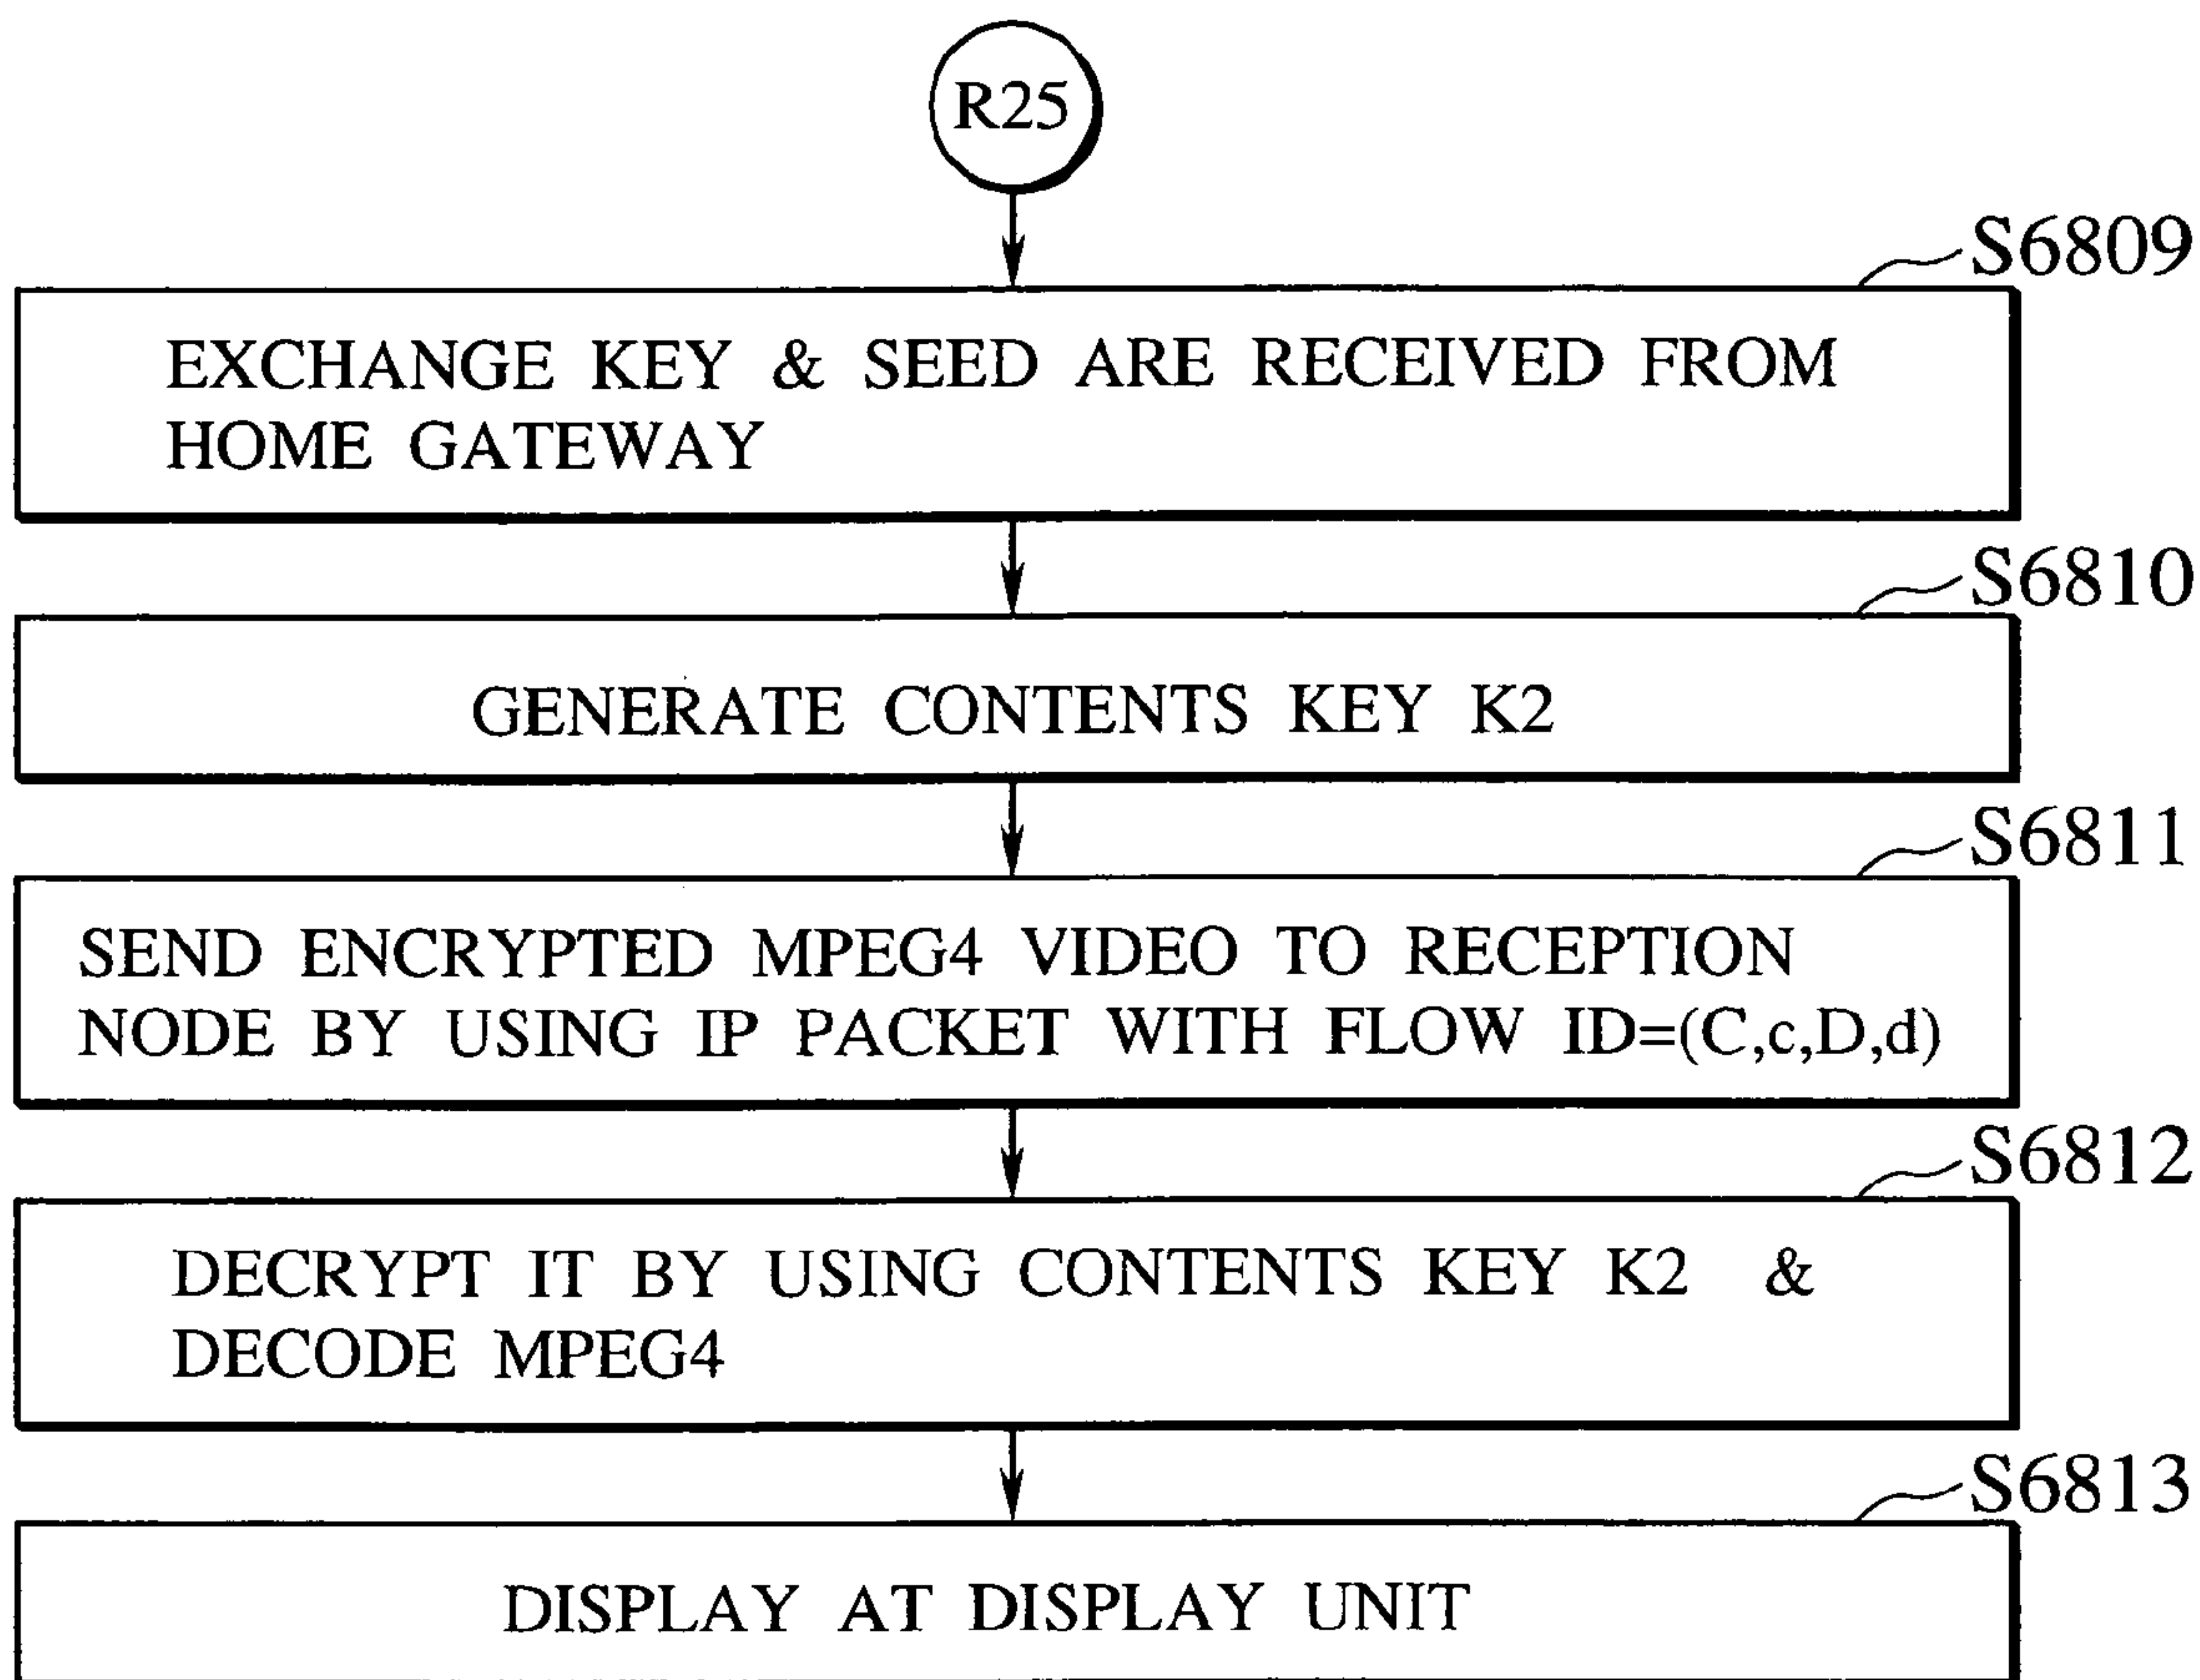 R25
S6809
EXCHANGE KEY & SEED ARE RECEIVED FROM
HOME GATEWAY
S6810
GENERATE CONTENTS KEY K2
S6811
SEND ENCRYPTED MPEG4 VIDEO TO RECEPTION
NODE BY USING IP PACKET WITH FLOW ID=(C,c,D,d)
S6812
DECRYPT IT BY USING CONTENTS KEY K2 &
DECODE MPEG4
S6813
DISPLAY AT DISPLAY UNIT